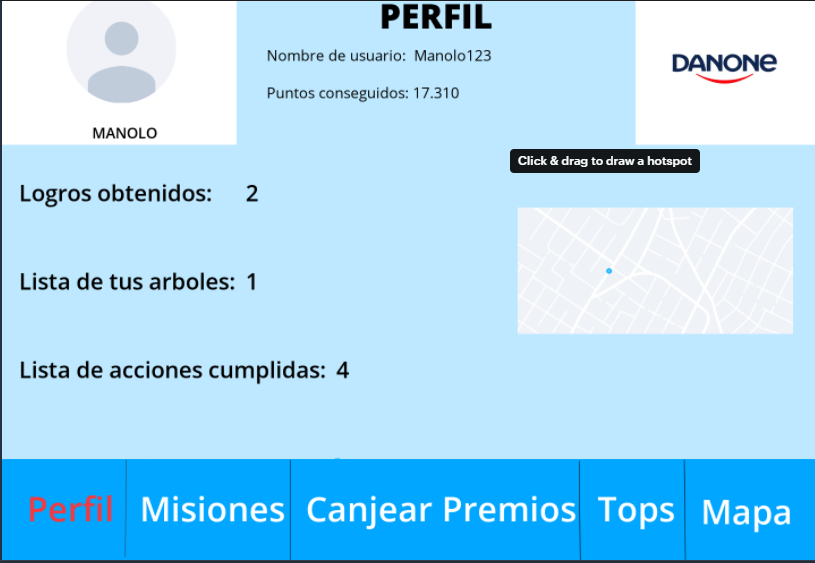 PERFIL
Nombre de usuario: Manolo123
Puntos conseguidos: 17.310
MANOLO
DANONE
Click & drag to draw a hotspot
Logros obtenidos: 2
Lista de tus arboles: 1
Lista de acciones cumplidas: 4
Perfil
Misiones
Canjear Premios
Tops
Mapa